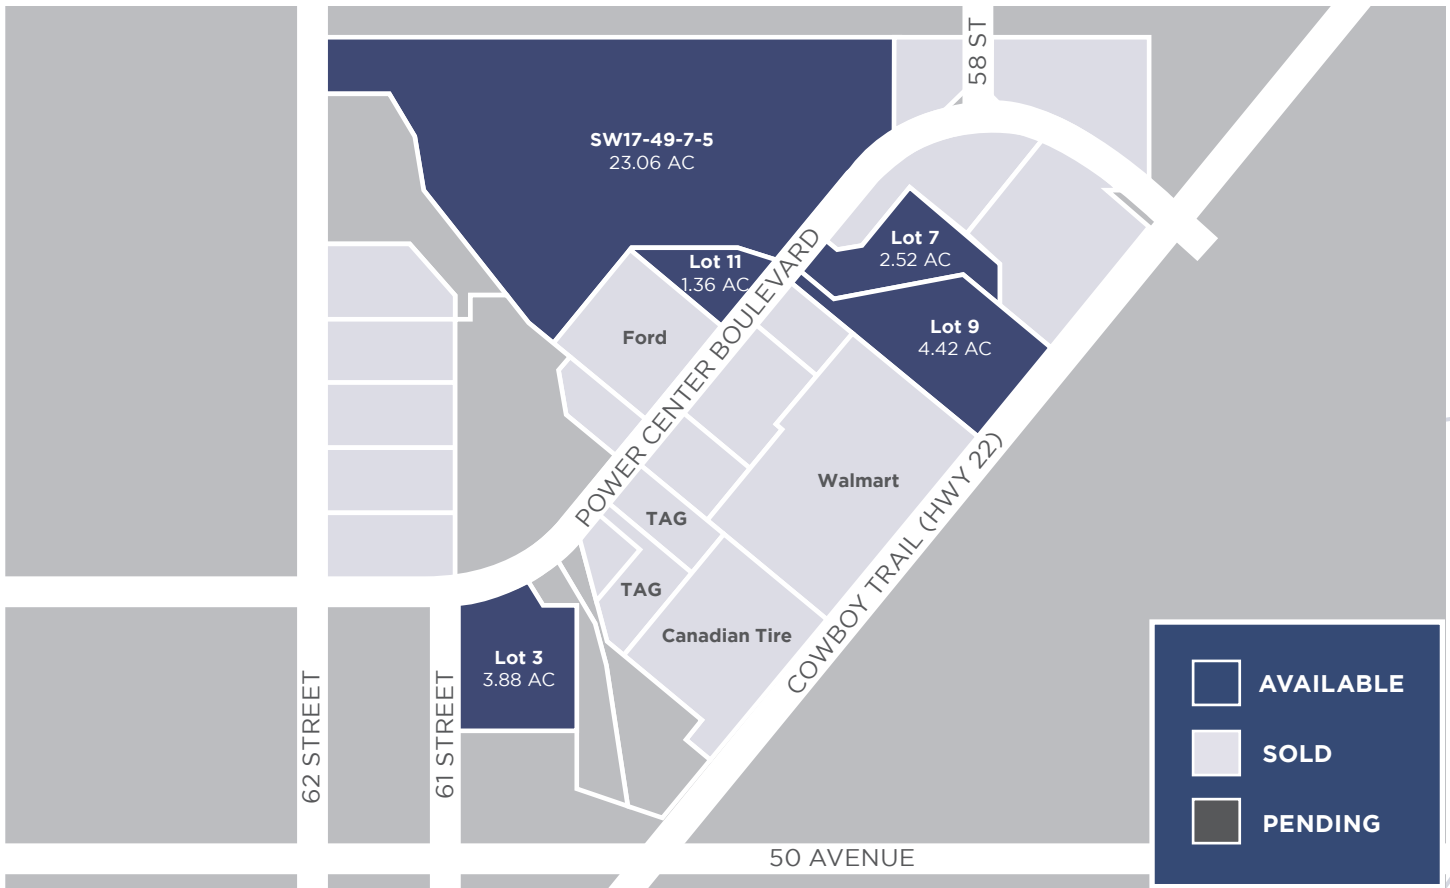 58 ST
SW17-49-7-5
23.06 AC
Lot 7
2.52 AC
Lot 11
1.36 AC
POWER CENTER BOULEVARD
Ford
Lot 9
4.42 AC
Walmart
TAG
TAG
Canadian Tire
COWBOY TRAIL (HWY 22)
Lot 3
3.88 AC
62 STREET
61 STREET
50 AVENUE
AVAILABLE
SOLD
PENDING